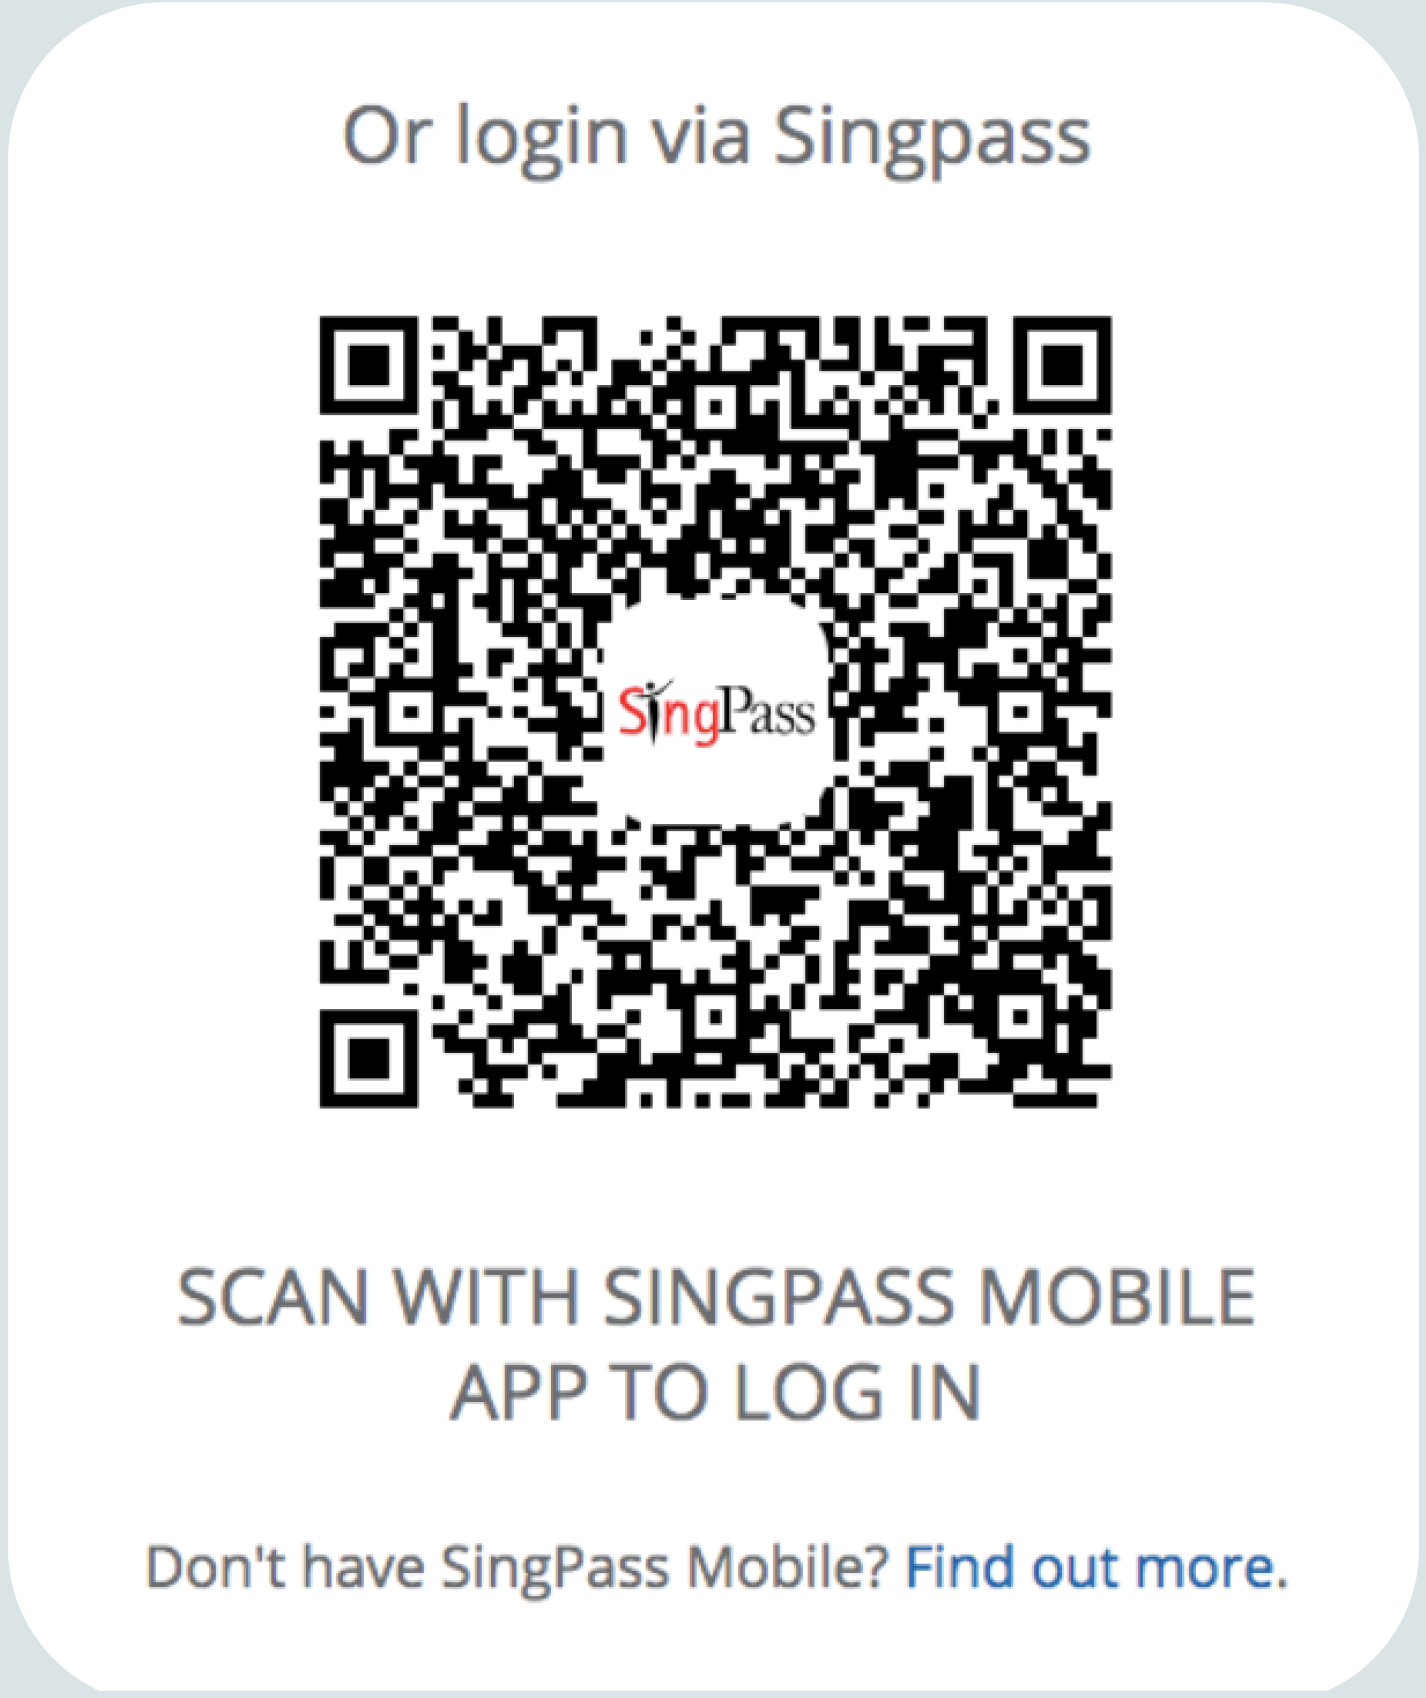 Or login via Singpass
SingPass
SCAN WITH SINGPASS MOBILE
APP TO LOG IN
Don't have SingPass Mobile? Find out more.